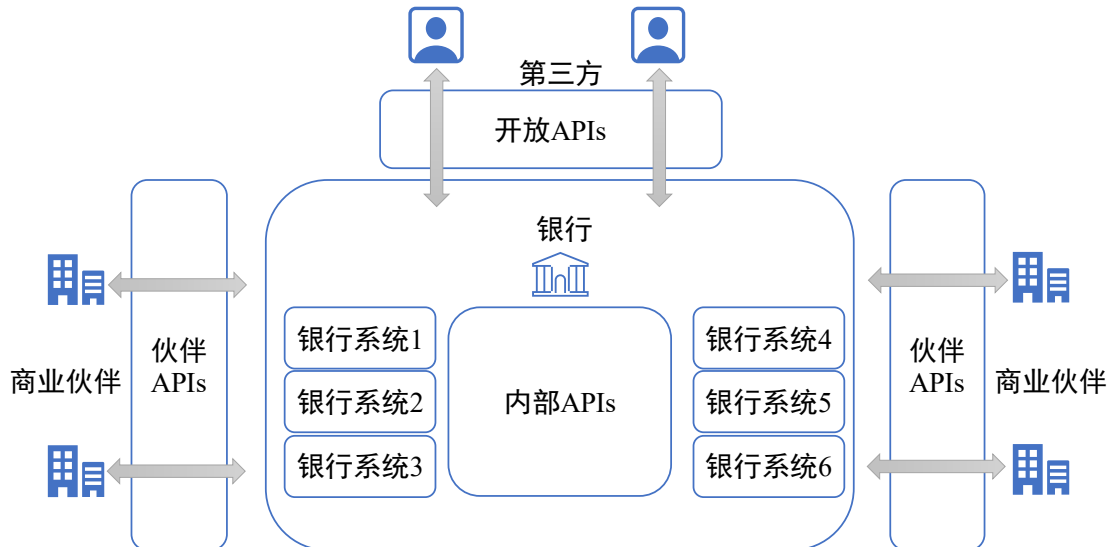 第三方
开放APIs
银行
银行系统1
银行系统2
银行系统3
内部APIs
银行系统4
银行系统5
银行系统6
伙伴
APIs
商业伙伴
伙伴
APIs
商业伙伴